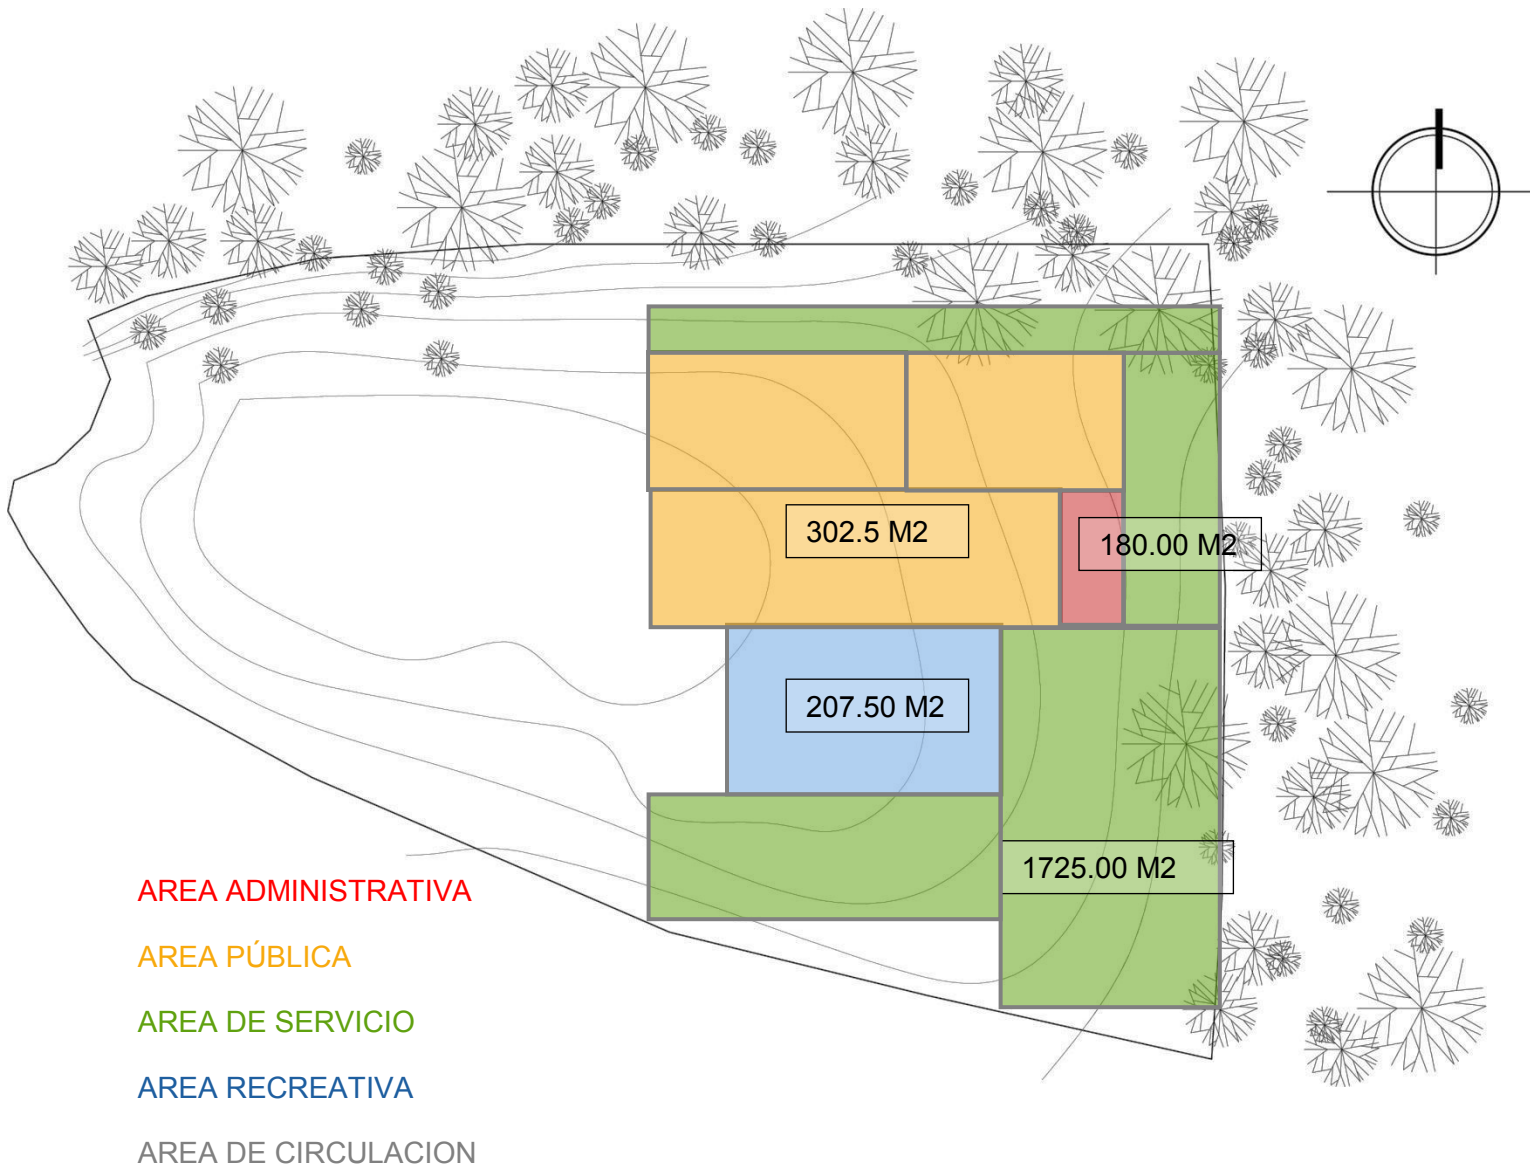 302.5 M2
180.00 M2
207.50 M2
1725.00 M2
AREA ADMINISTRATIVA
AREA PÚBLICA
AREA DE SERVICIO
AREA RECREATIVA
AREA DE CIRCULACION